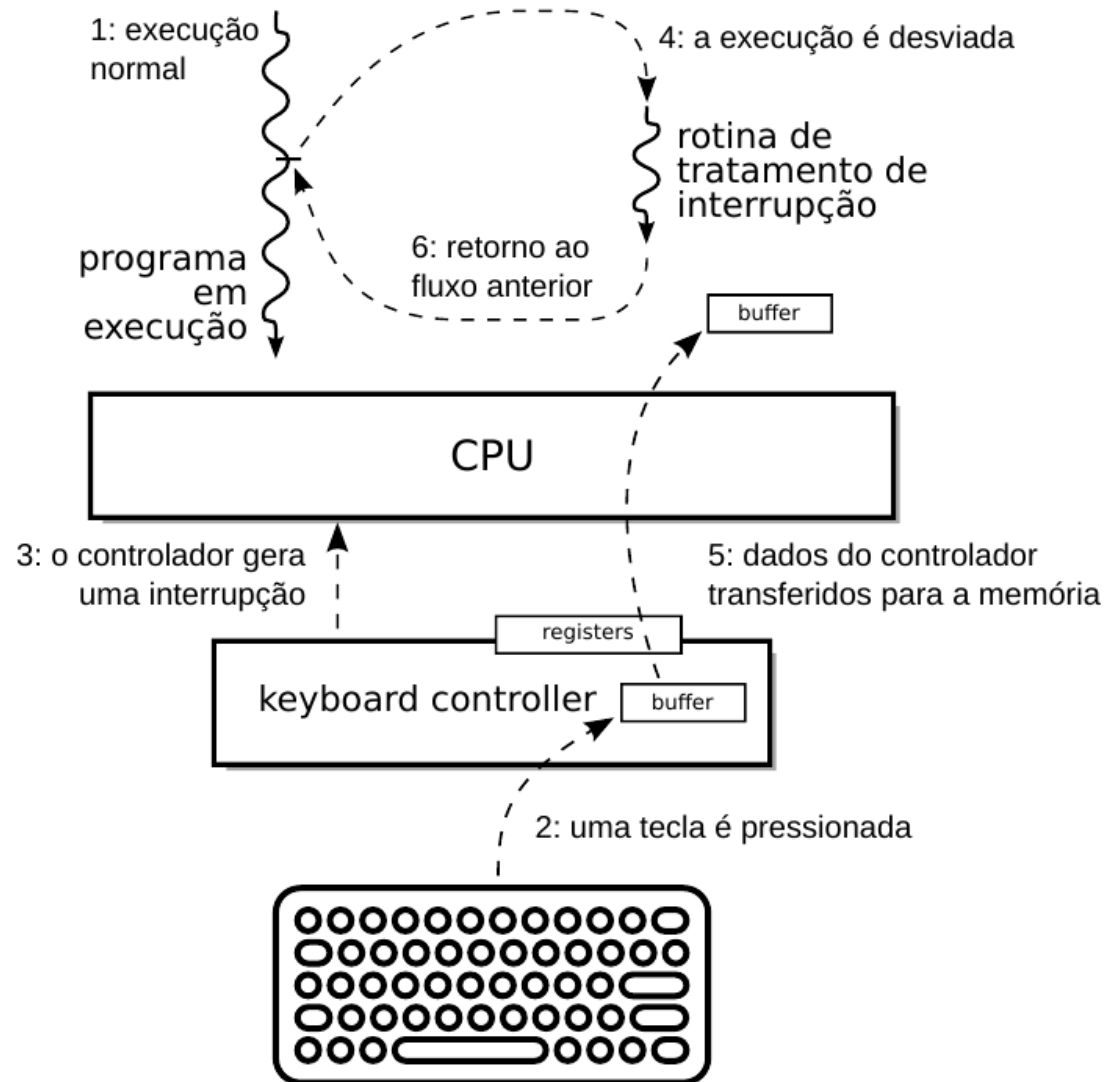 1: execução
normal
4: a execução é desviada
rotina de
tratamento de
interrupção
6: retorno ao
fluxo anterior
programa
em
execução
buffer
CPU
3: o controlador gera
uma interrupção
5: dados do controlador
transferidos para a memória
registers
keyboard controller
buffer
2: uma tecla é pressionada